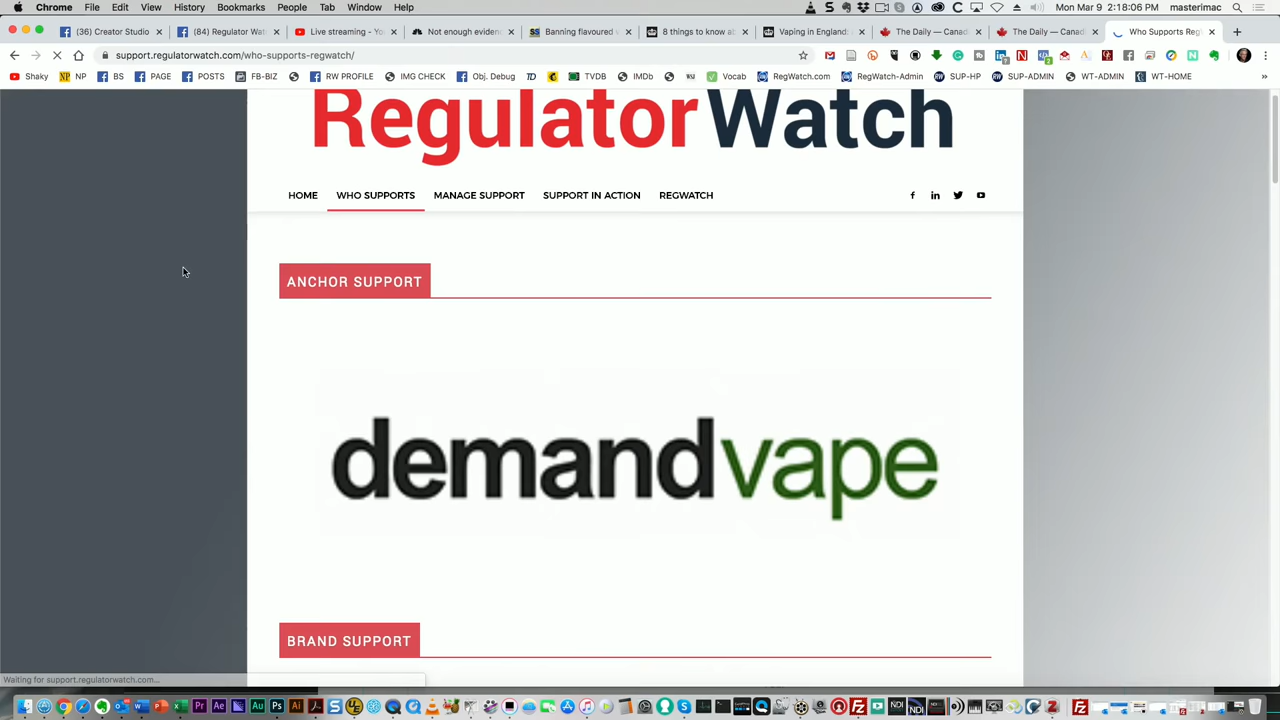 Chrome File Edit View History Bookmarks People Tab Window Help Mon Mar 9 2:18:06 PM masterimac
(36) Creator Studio (84) Regulator Wat Live streaming - Yo Not enough eviden Banning flavoured v 8 things to know ab Vaping in England: The Daily — Canadi The Daily — Canadi Who Supports Reg
support.regulatorwatch.com/who-supports-regwatch/
Shaky NP BS PAGE POSTS FB-BIZ RW PROFILE IMG CHECK Obj. Debug TVDB IMDb Vocab RegWatch.com RegWatch-Admin SUP-HP SUP-ADMIN WT-ADMIN WT-HOME
RegulatorWatch
HOME WHO SUPPORTS MANAGE SUPPORT SUPPORT IN ACTION REGWATCH
ANCHOR SUPPORT
demandvape
BRAND SUPPORT
Waiting for support.regulatorwatch.com...